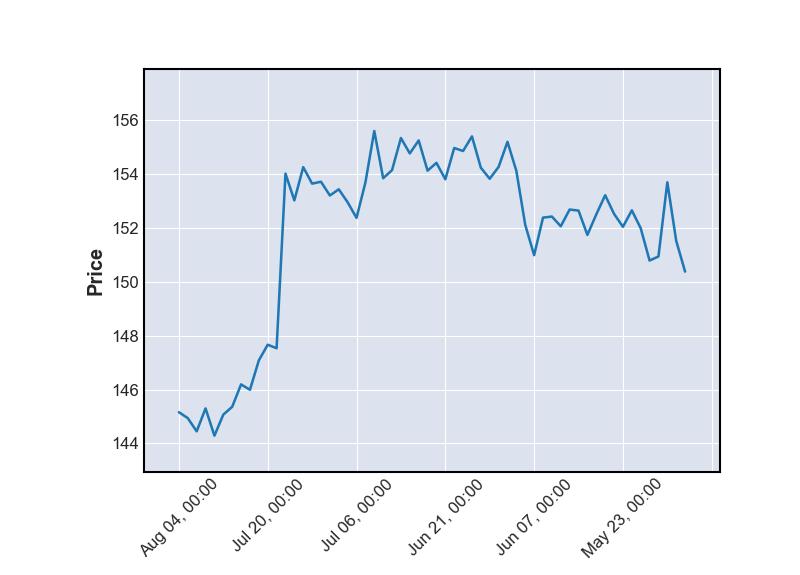 Price
156
154
152
150
148
146
144
Aug 04, 00:00
Jul 20, 00:00
Jul 06, 00:00
Jun 21, 00:00
Jun 07, 00:00
May 23, 00:00